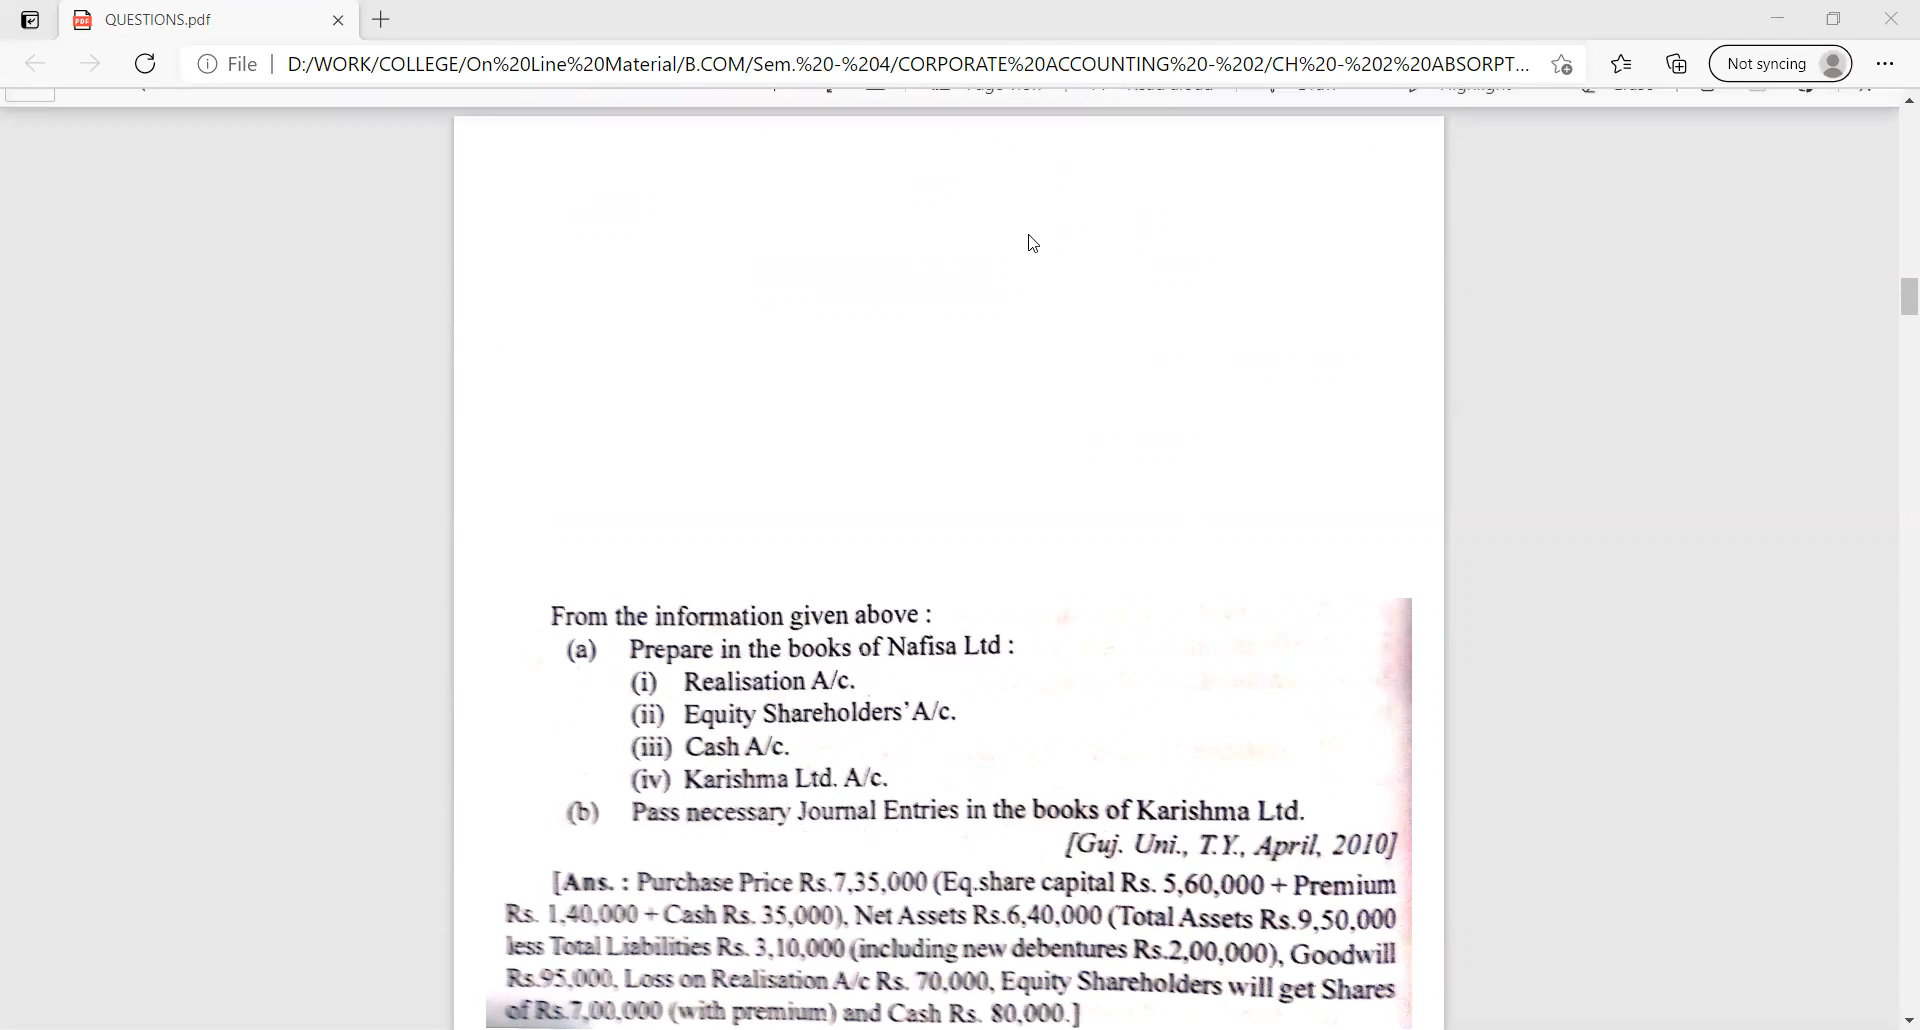 QUESTIONS.pdf
File | D:/WORK/COLLEGE/On%20Line%20Material/B.COM/Sem.%20-%204/CORPORATE%20ACCOUNTING%20-%202/CH%20-%202%20ABSORPT... Not syncing
From the information given above :
(a) Prepare in the books of Nafisa Ltd :
(i) Realisation A/c.
(ii) Equity Shareholders' A/c.
(iii) Cash A/c.
(iv) Karishma Ltd. A/c.
(b) Pass necessary Journal Entries in the books of Karishma Ltd.
[Guj. Uni., T.Y., April, 2010]
[Ans. : Purchase Price Rs.7,35,000 (Eq.share capital Rs. 5,60,000 + Premium
Rs. 1,40,000 + Cash Rs. 35,000), Net Assets Rs.6,40,000 (Total Assets Rs.9,50,000
less Total Liabilities Rs. 3,10,000 (including new debentures Rs.2,00,000), Goodwill
Rs.95,000, Loss on Realisation A/c Rs. 70,000, Equity Shareholders will get Shares
of Rs.7,00,000 (with premium) and Cash Rs. 80,000.]